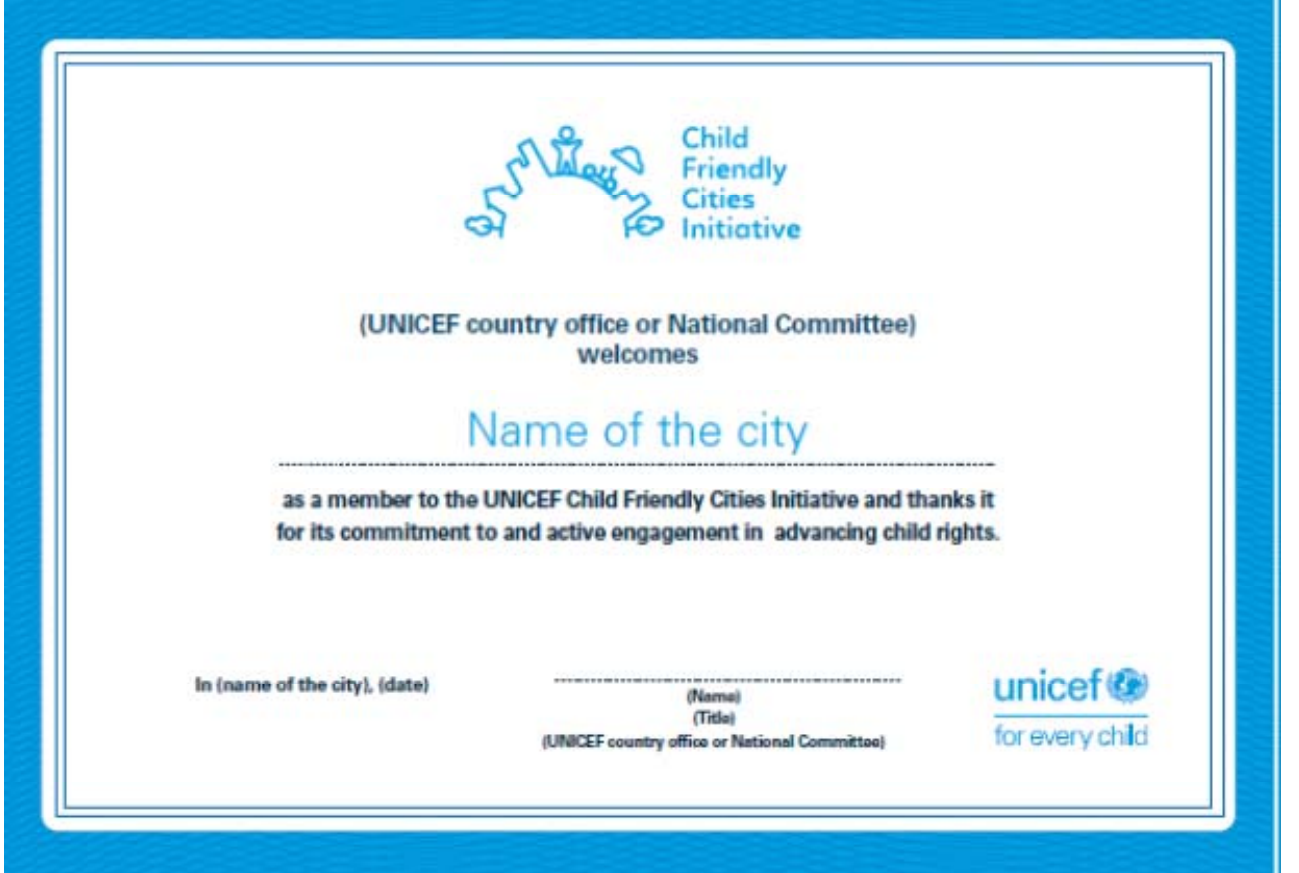 Child
Friendly
Cities
Initiative
(UNICEF country office or National Committee)
welcomes
Name of the city
as a member to the UNICEF Child Friendly Cities Initiative and thanks it
for its commitment to and active engagement in advancing child rights.
In (name of the city), (date)
(Name)
(Title)
(UNICEF country office or National Committee)
unicef
for every child